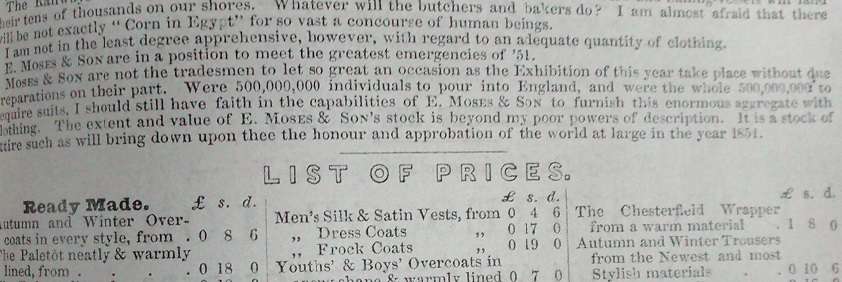 The
their tens of thousands on our shores. Whatever will the butchers and bakers do? I am almost afraid that there
will be not exactly "Corn in Egypt" for so vast a concourse of human beings.
I am not in the least degree apprehensive, however, with regard to an adequate quantity of clothing.
E. Moses & Son are in a position to meet the greatest emergencies of '51.
Moses & Son are not the tradesmen to let so great an occasion as the Exhibition of this year take place without due
reparations on their part. Were 500,000,000 individuals to pour into England, and were the whole 500,000,000 to
equire suits, I should still have faith in the capabilities of E. Moses & Son to furnish this enormous aggregate with
lothing. The extent and value of E. Moses & Son's stock is beyond my poor powers of description. It is a stock of
ttire such as will bring down upon thee the honour and approbation of the world at large in the year 1851.
LIST OF PRICES.
Ready Made. £ s. d.
Autumn and Winter Over-
coats in every style, from . 0 8 6
The Paletôt neatly & warmly
lined, from . . . . 0 18 0
£ s. d.
Men's Silk & Satin Vests, from 0 4 6
„ Dress Coats „ 0 17 0
„ Frock Coats „ 0 19 0
Youths' & Boys' Overcoats in
& warmly lined 0 7 0
£ s. d.
The Chesterfield Wrapper
from a warm material . 1 8 0
Autumn and Winter Trousers
from the Newest and most
Stylish materials . . 0 10 6